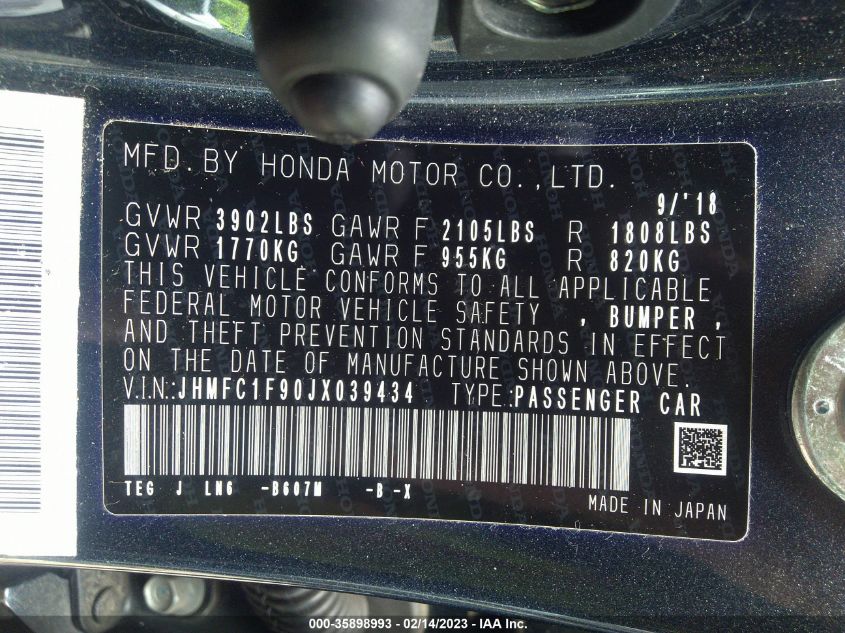 MFD. BY HONDA MOTOR CO.,LTD.
9/'18
GVWR 3902LBS GAWR F 2105LBS R 1808LBS
GVWR 1770KG GAWR F 955KG R 820KG
THIS VEHICLE CONFORMS TO ALL APPLICABLE
FEDERAL MOTOR VEHICLE SAFETY , BUMPER ,
AND THEFT PREVENTION STANDARDS IN EFFECT
ON THE DATE OF MANUFACTURE SHOWN ABOVE.
V.I.N:JHMFC1F90JX039434 TYPE:PASSENGER CAR
TEG J LN6 -B607M -B -X
MADE IN JAPAN
000-35898993 - 02/14/2023 - IAA Inc.